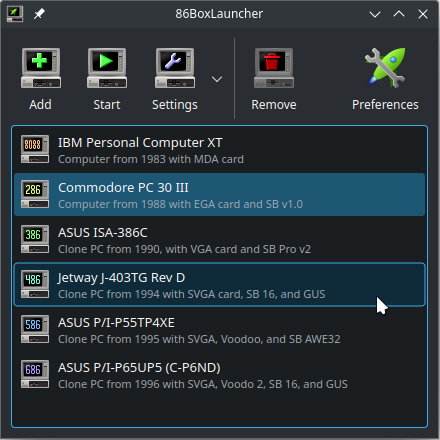 86BoxLauncher
Add
Start
Settings
Remove
Preferences
8088
IBM Personal Computer XT
Computer from 1983 with MDA card
286
Commodore PC 30 III
Computer from 1988 with EGA card and SB v1.0
386
ASUS ISA-386C
Clone PC from 1990, with VGA card and SB Pro v2
486
Jetway J-403TG Rev D
Clone PC from 1994 with SVGA card, SB 16, and GUS
586
ASUS P/I-P55TP4XE
Clone PC from 1995 with SVGA, Voodoo, and SB AWE32
686
ASUS P/I-P65UP5 (C-P6ND)
Clone PC from 1996 with SVGA, Voodo 2, SB 16, and GUS